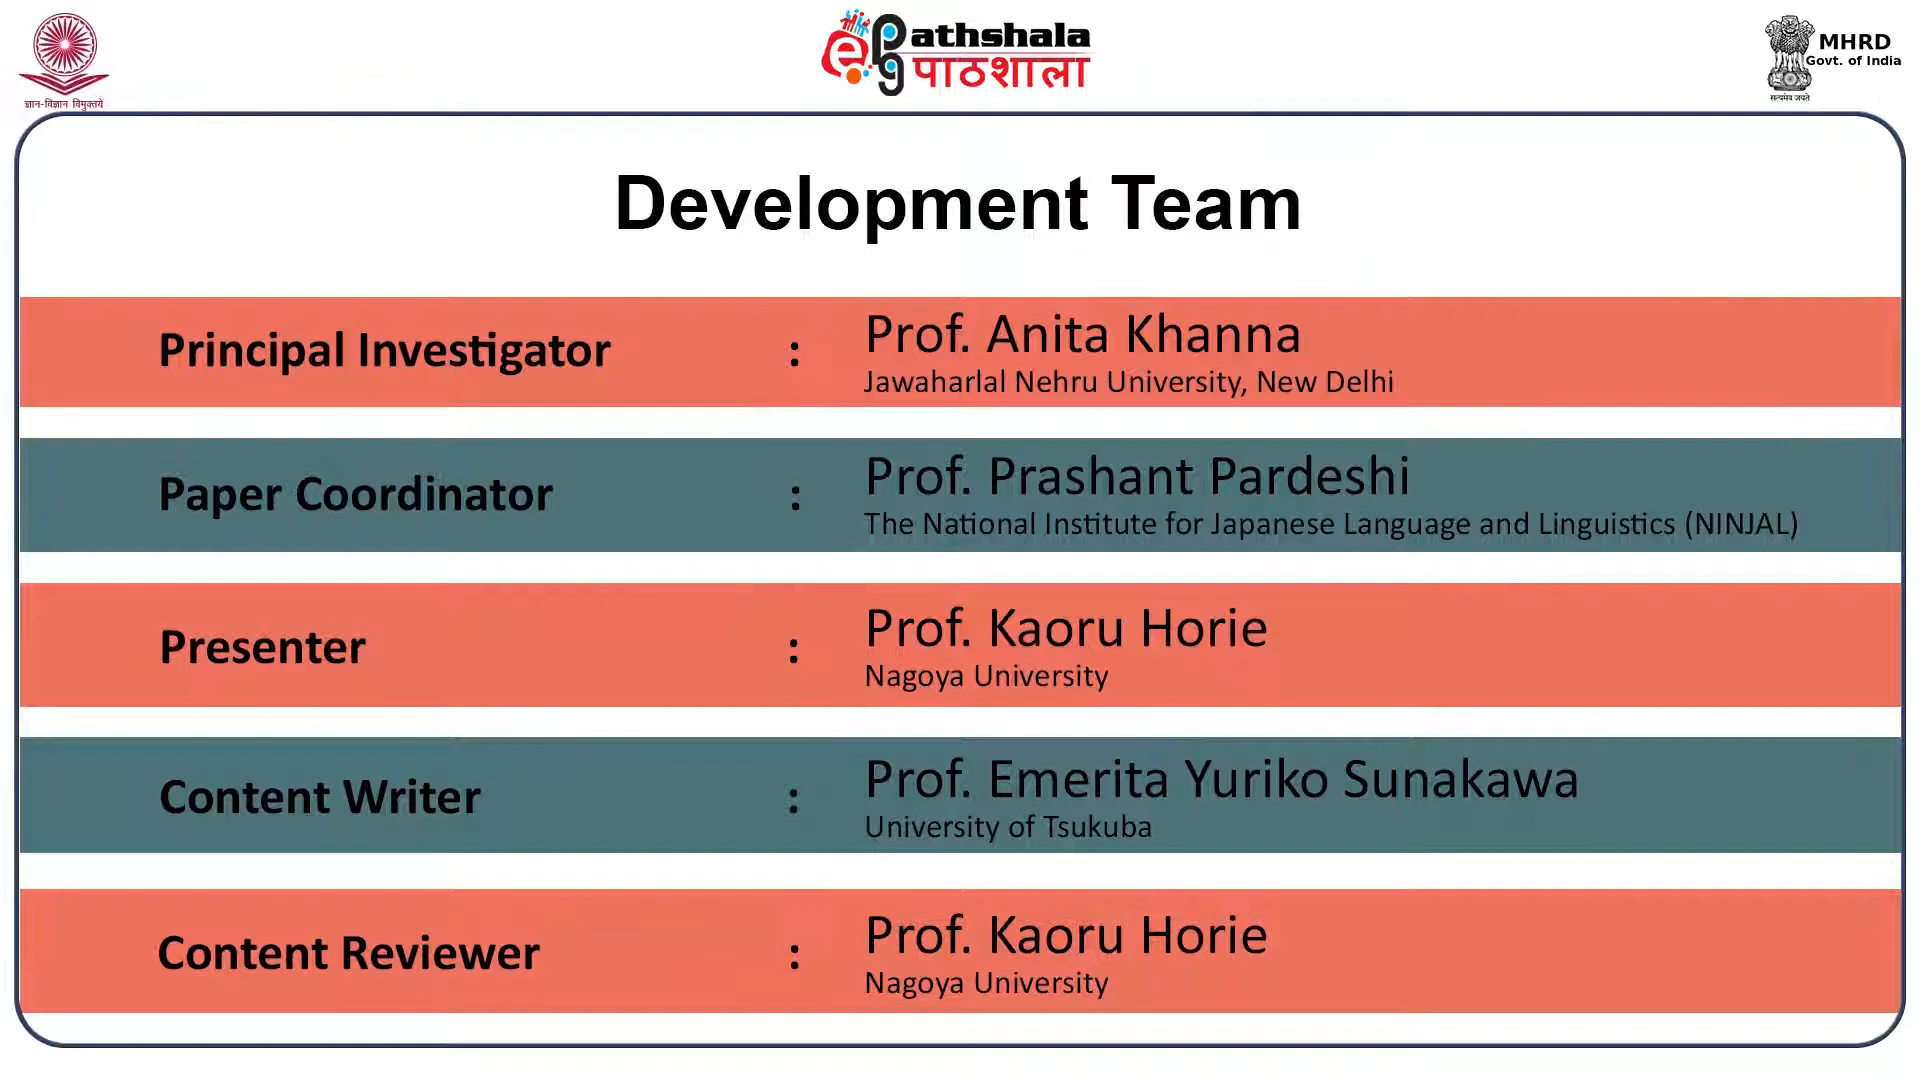 ज्ञान-विज्ञान विमुक्तये
ePathshala
पाठशाला
MHRD
Govt. of India
सत्यमेव जयते
Development Team
Principal Investigator : Prof. Anita Khanna
Jawaharlal Nehru University, New Delhi
Paper Coordinator : Prof. Prashant Pardeshi
The National Institute for Japanese Language and Linguistics (NINJAL)
Presenter : Prof. Kaoru Horie
Nagoya University
Content Writer : Prof. Emerita Yuriko Sunakawa
University of Tsukuba
Content Reviewer : Prof. Kaoru Horie
Nagoya University